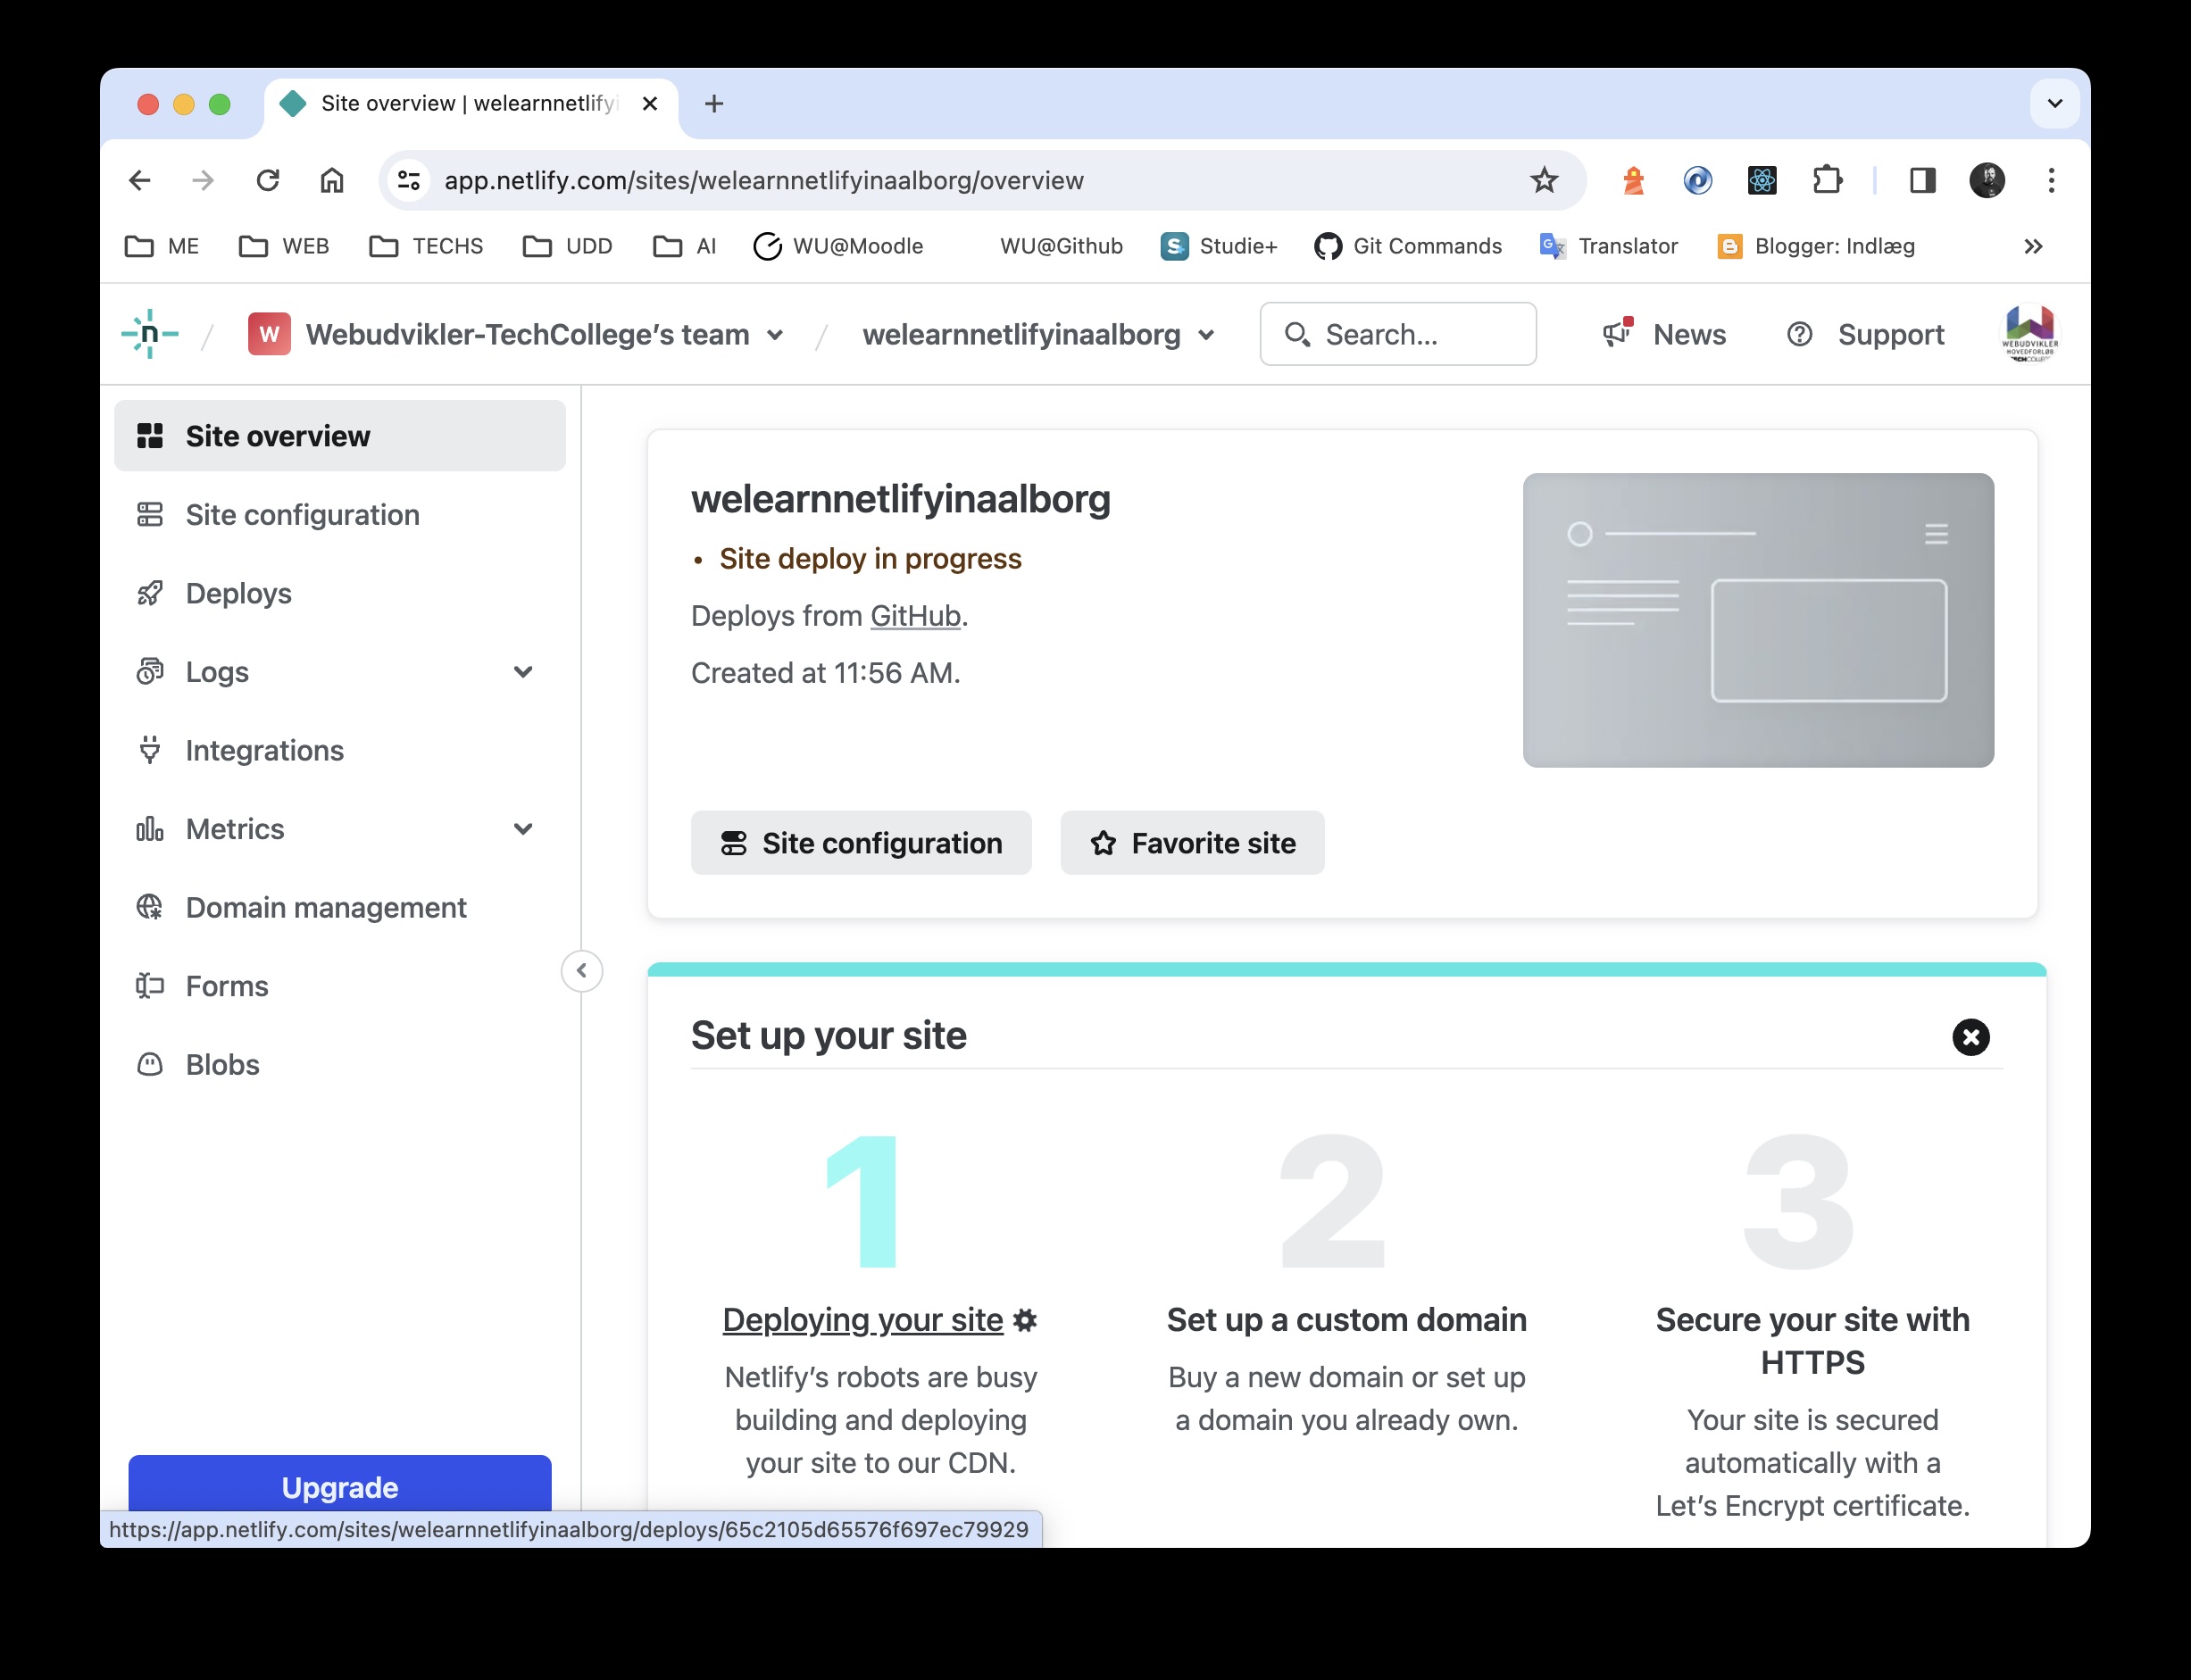 Site overview | welearnnetlifyi
app.netlify.com/sites/welearnnetlifyinaalborg/overview
ME WEB TECHS UDD AI WU@Moodle WU@Github Studie+ Git Commands Translator Blogger: Indlæg
n / W Webudvikler-TechCollege's team / welearnnetlifyinaalborg Search... News Support
WEBUDVIKLER
HOVEDFORLØB
Site overview
Site configuration
Deploys
Logs
Integrations
Metrics
Domain management
Forms
Blobs
Upgrade
welearnnetlifyinaalborg
• Site deploy in progress
Deploys from GitHub.
Created at 11:56 AM.
Site configuration
Favorite site
Set up your site
1
Deploying your site
Netlify’s robots are busy
building and deploying
your site to our CDN.
2
Set up a custom domain
Buy a new domain or set up
a domain you already own.
3
Secure your site with
HTTPS
Your site is secured
automatically with a
Let’s Encrypt certificate.
https://app.netlify.com/sites/welearnnetlifyinaalborg/deploys/65c2105d65576f697ec79929